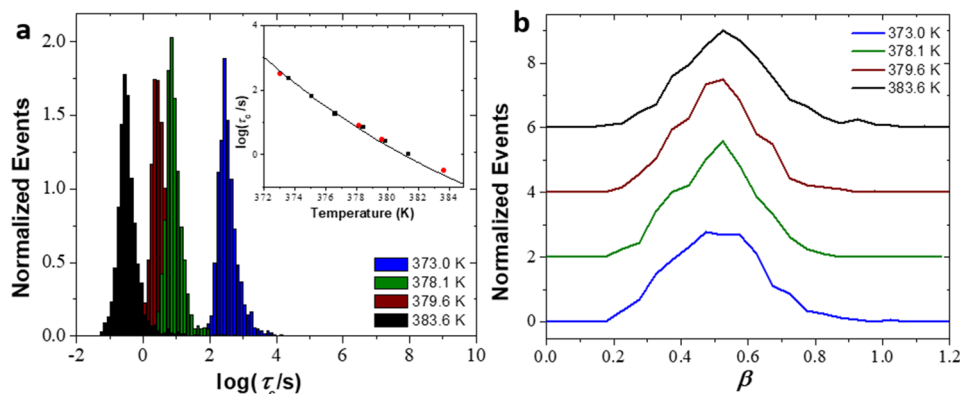 a
Normalized Events
2.0
1.5
1.0
0.5
0.0
-2 0 2 4 6 8 10
log(τc/s)
373.0 K
378.1 K
379.6 K
383.6 K
log(τc/s)
4
2
0
372 374 376 378 380 382 384
Temperature (K)
b
Normalized Events
8
6
4
2
0
0.0 0.2 0.4 0.6 0.8 1.0 1.2
β
373.0 K
378.1 K
379.6 K
383.6 K